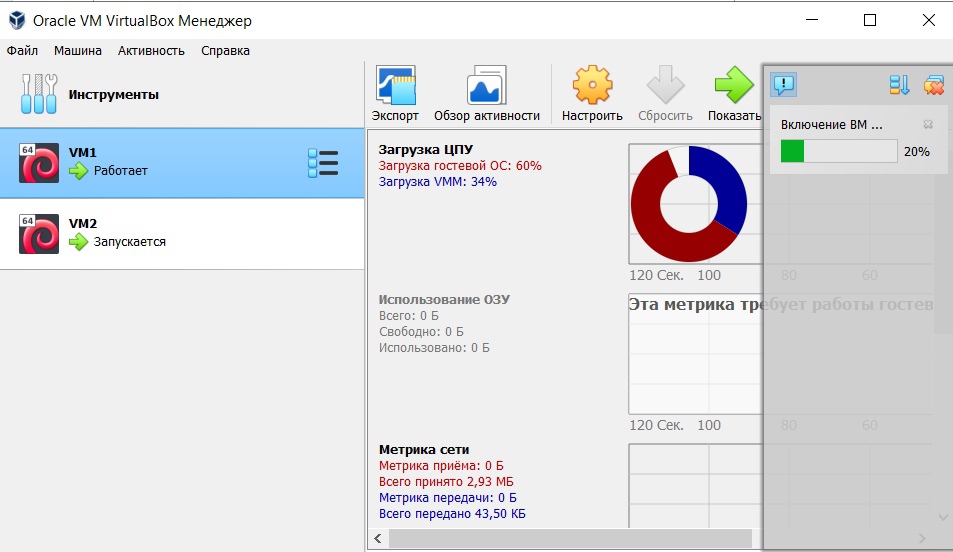 Oracle VM VirtualBox Менеджер
Файл Машина Активность Справка
Инструменты
Экспорт Обзор активности Настроить Сбросить Показать
64
VM1
Работает
64
VM2
Запускается
Загрузка ЦПУ
Загрузка гостевой ОС: 60%
Загрузка VMM: 34%
120 Сек. 100 80 60
Использование ОЗУ
Всего: 0 Б
Свободно: 0 Б
Использовано: 0 Б
Эта метрика требует работы гостев
120 Сек. 100 80 60
Метрика сети
Метрика приёма: 0 Б
Всего принято 2,93 МБ
Метрика передачи: 0 Б
Всего передано 43,50 КБ
Включение ВМ ...
20%